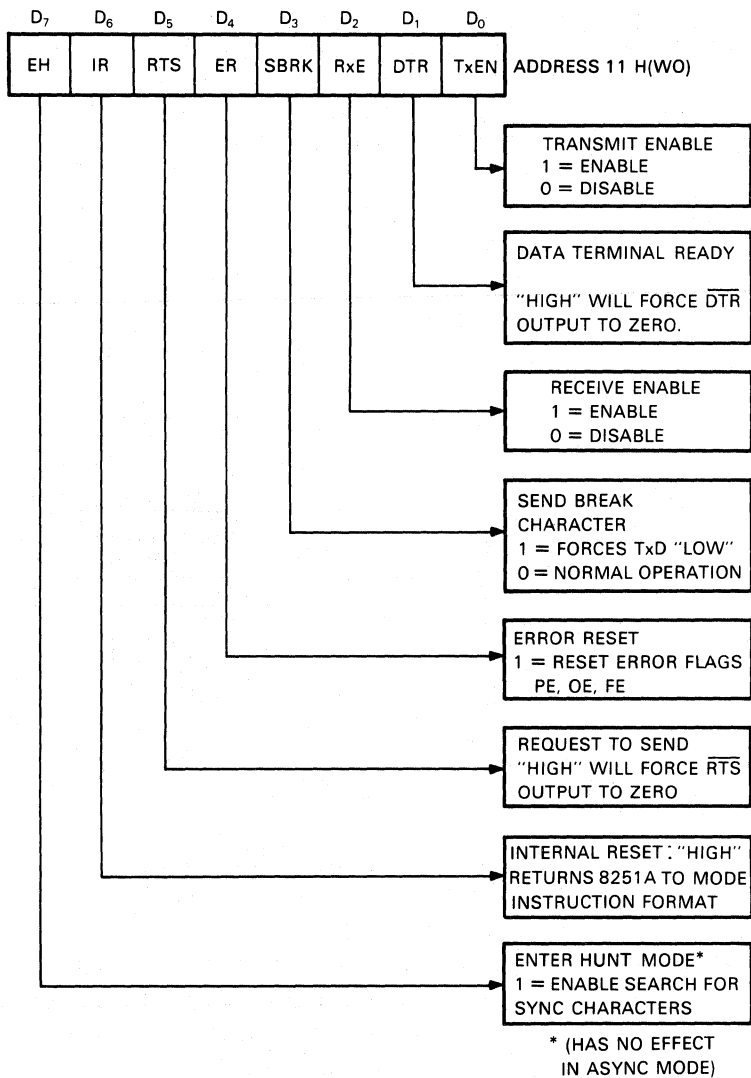 D₇ D₆ D₅ D₄ D₃ D₂ D₁ D₀
EH IR RTS ER SBRK RxE DTR TxEN ADDRESS 11 H(WO)
TRANSMIT ENABLE
1 = ENABLE
0 = DISABLE
DATA TERMINAL READY
"HIGH" WILL FORCE D̅T̅R̅
OUTPUT TO ZERO.
RECEIVE ENABLE
1 = ENABLE
0 = DISABLE
SEND BREAK
CHARACTER
1 = FORCES TxD "LOW"
0 = NORMAL OPERATION
ERROR RESET
1 = RESET ERROR FLAGS
PE, OE, FE
REQUEST TO SEND
"HIGH" WILL FORCE R̅T̅S̅
OUTPUT TO ZERO
INTERNAL RESET: "HIGH"
RETURNS 8251A TO MODE
INSTRUCTION FORMAT
ENTER HUNT MODE*
1 = ENABLE SEARCH FOR
SYNC CHARACTERS
* (HAS NO EFFECT
IN ASYNC MODE)